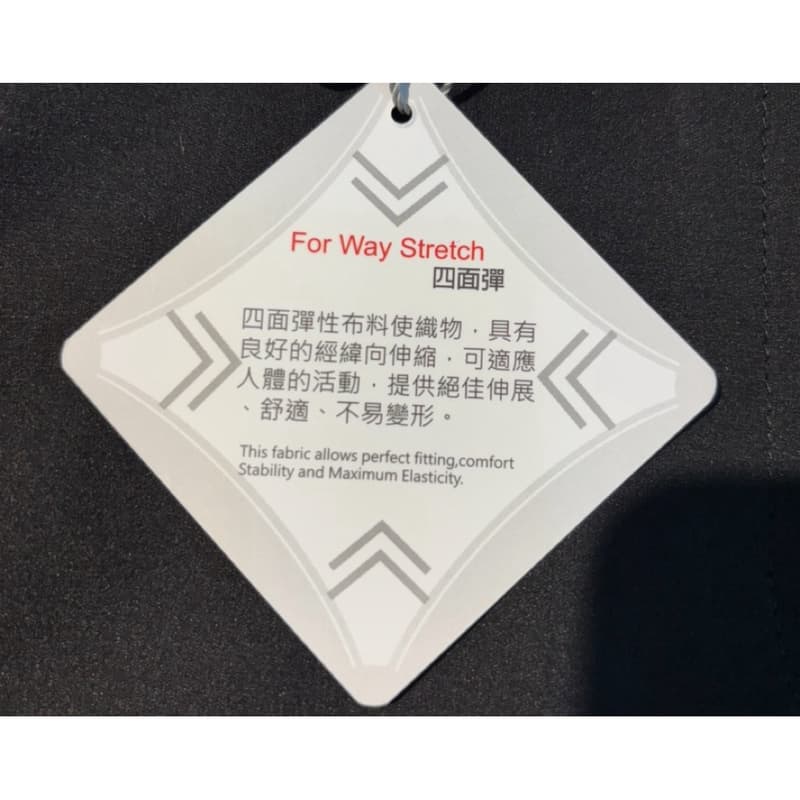 For Way Stretch
四面彈
四面彈性布料使織物，具有
良好的經緯向伸縮，可適應
人體的活動，提供絕佳伸展
、舒適、不易變形。
This fabric allows perfect fitting,comfort
Stability and Maximum Elasticity.